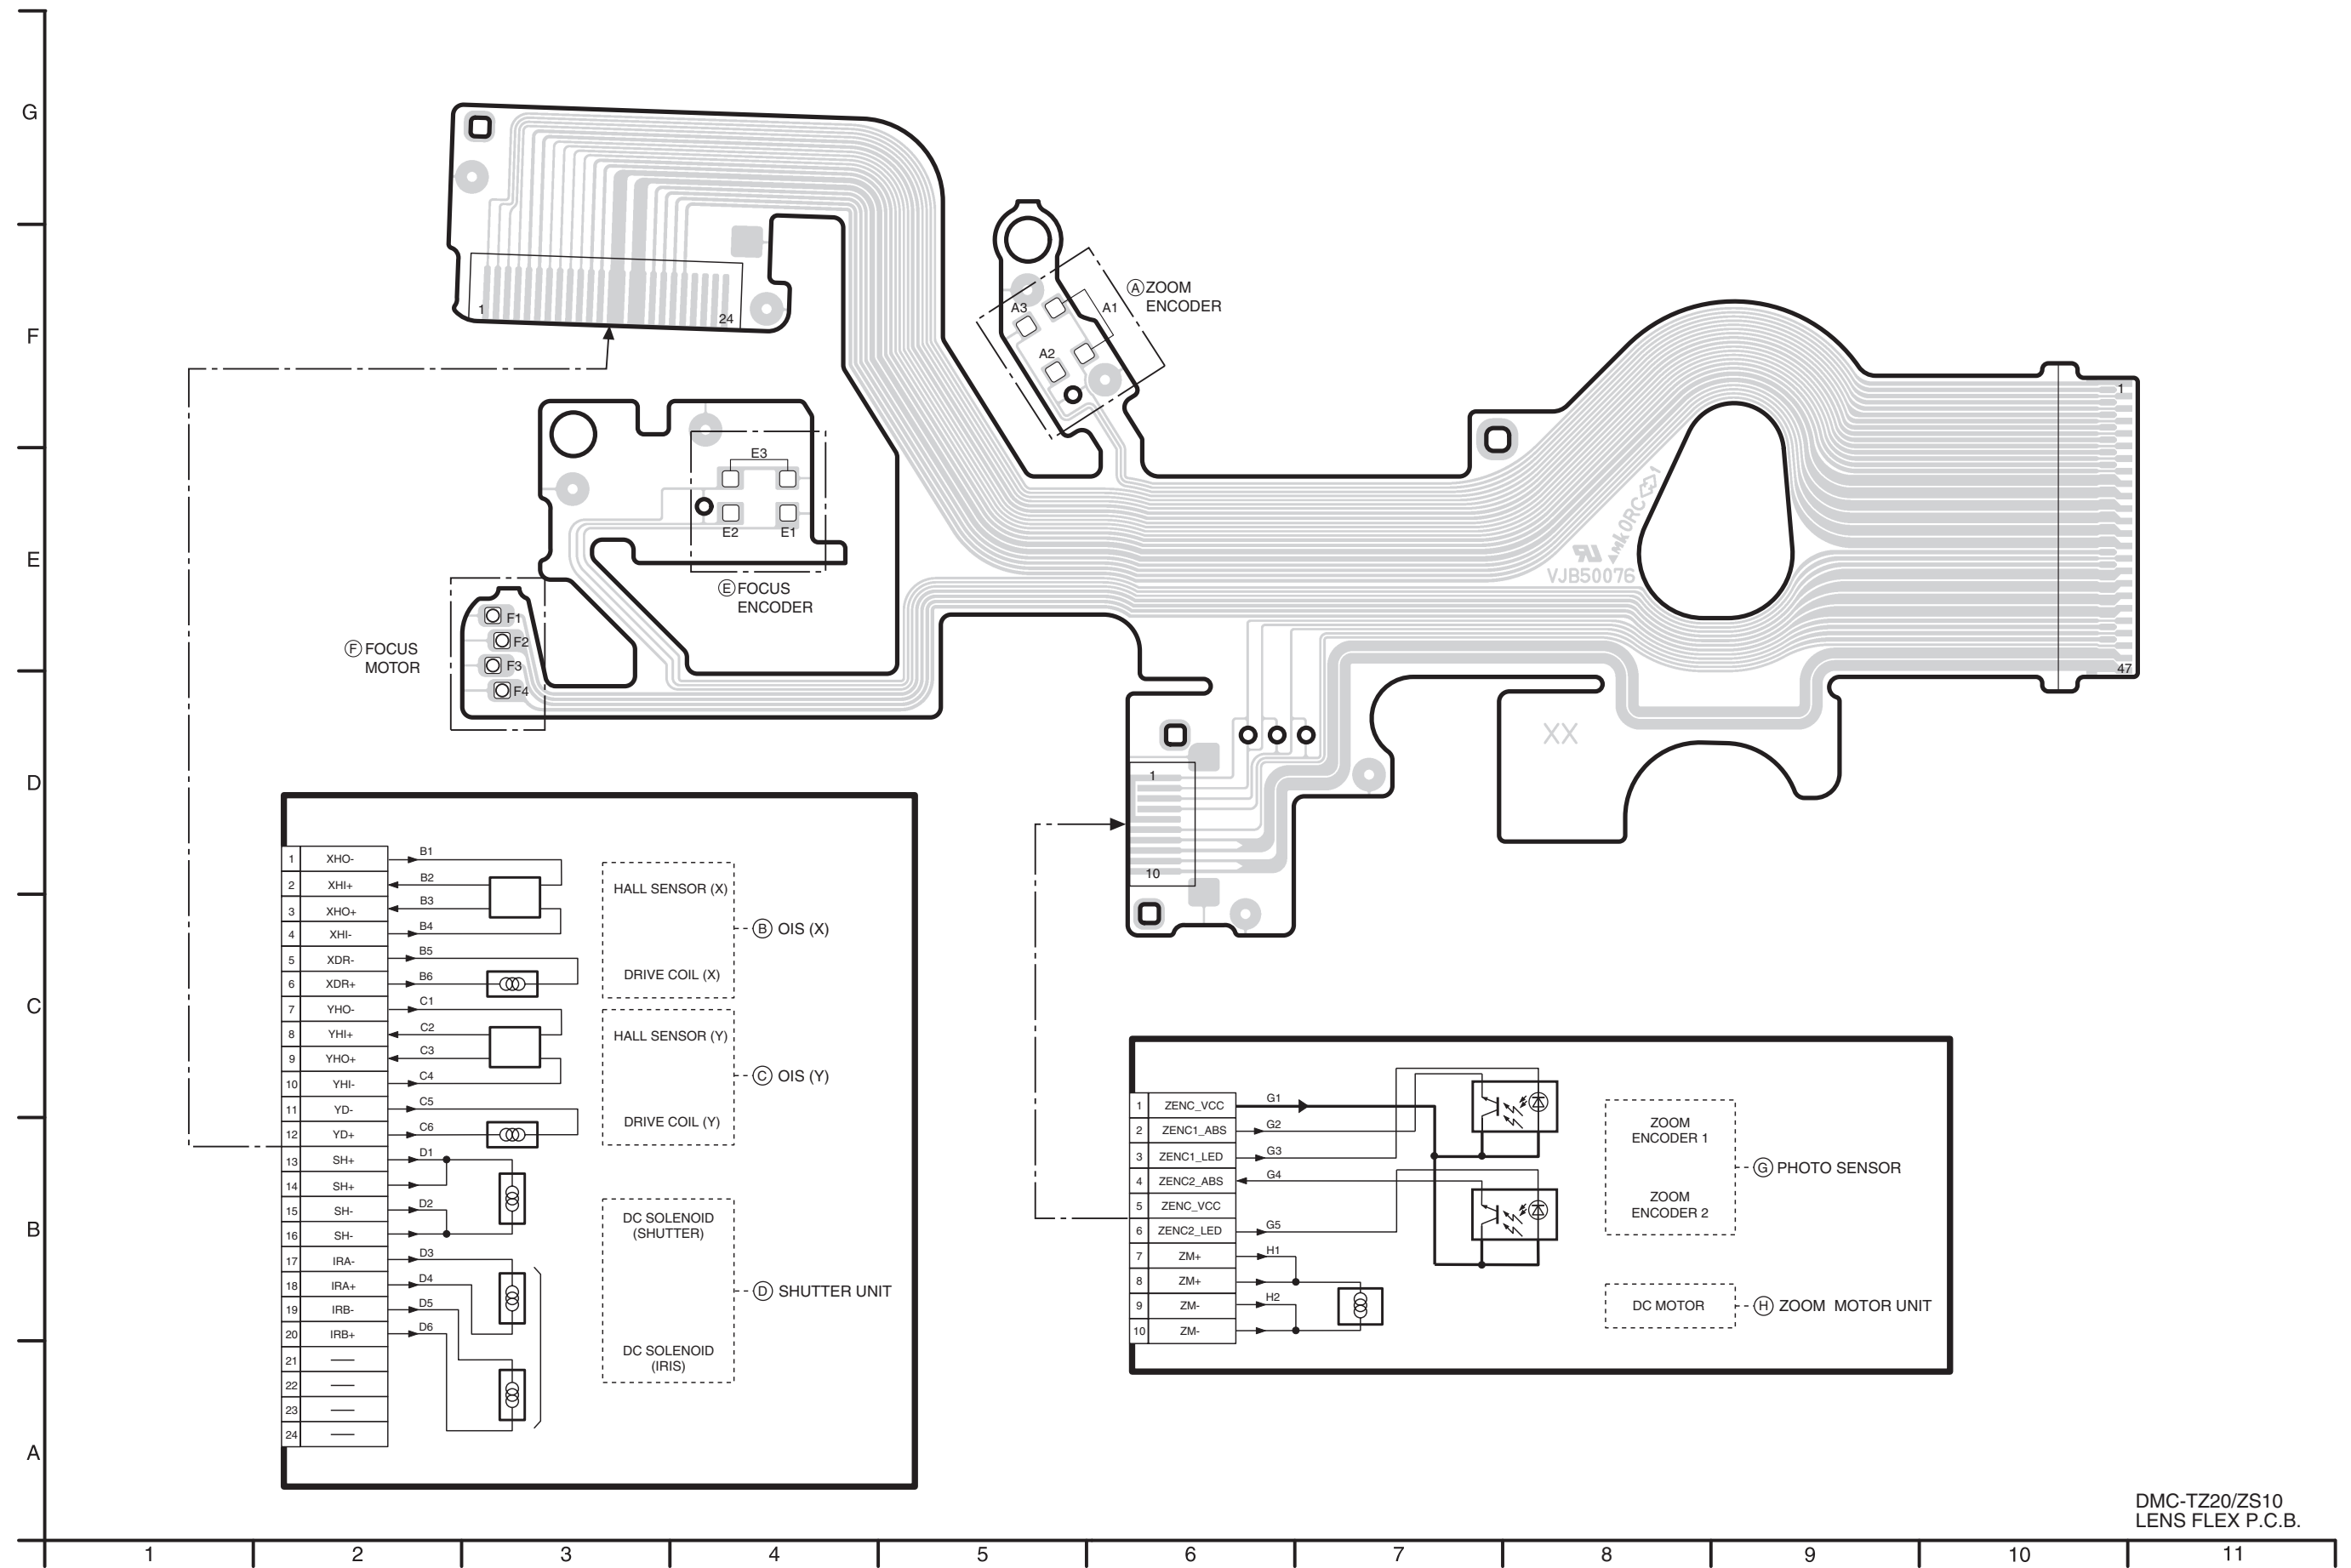 G
F
E
D
C
B
A
1 2 3 4 5 6 7 8 9 10 11
1
24
A3
A1
A2
Ⓐ ZOOM
ENCODER
E3
E2 E1
Ⓔ FOCUS
ENCODER
Ⓕ FOCUS
MOTOR
F1
F2
F3
F4
1
47
mk0RC
VJB50076
XX
1
10
1 XHO- B1
2 XHI+ B2
3 XHO+ B3
4 XHI- B4
5 XDR- B5
6 XDR+ B6
7 YHO- C1
8 YHI+ C2
9 YHO+ C3
10 YHI- C4
11 YD- C5
12 YD+ C6
13 SH+ D1
14 SH+
15 SH- D2
16 SH-
17 IRA- D3
18 IRA+ D4
19 IRB- D5
20 IRB+ D6
21 —
22 —
23 —
24 —
HALL SENSOR (X)
DRIVE COIL (X)
Ⓑ OIS (X)
HALL SENSOR (Y)
DRIVE COIL (Y)
Ⓒ OIS (Y)
DC SOLENOID
(SHUTTER)
DC SOLENOID
(IRIS)
Ⓓ SHUTTER UNIT
1 ZENC_VCC G1
2 ZENC1_ABS G2
3 ZENC1_LED G3
4 ZENC2_ABS G4
5 ZENC_VCC
6 ZENC2_LED G5
7 ZM+ H1
8 ZM+
9 ZM- H2
10 ZM-
ZOOM
ENCODER 1
ZOOM
ENCODER 2
Ⓖ PHOTO SENSOR
DC MOTOR
Ⓗ ZOOM MOTOR UNIT
DMC-TZ20/ZS10
LENS FLEX P.C.B.